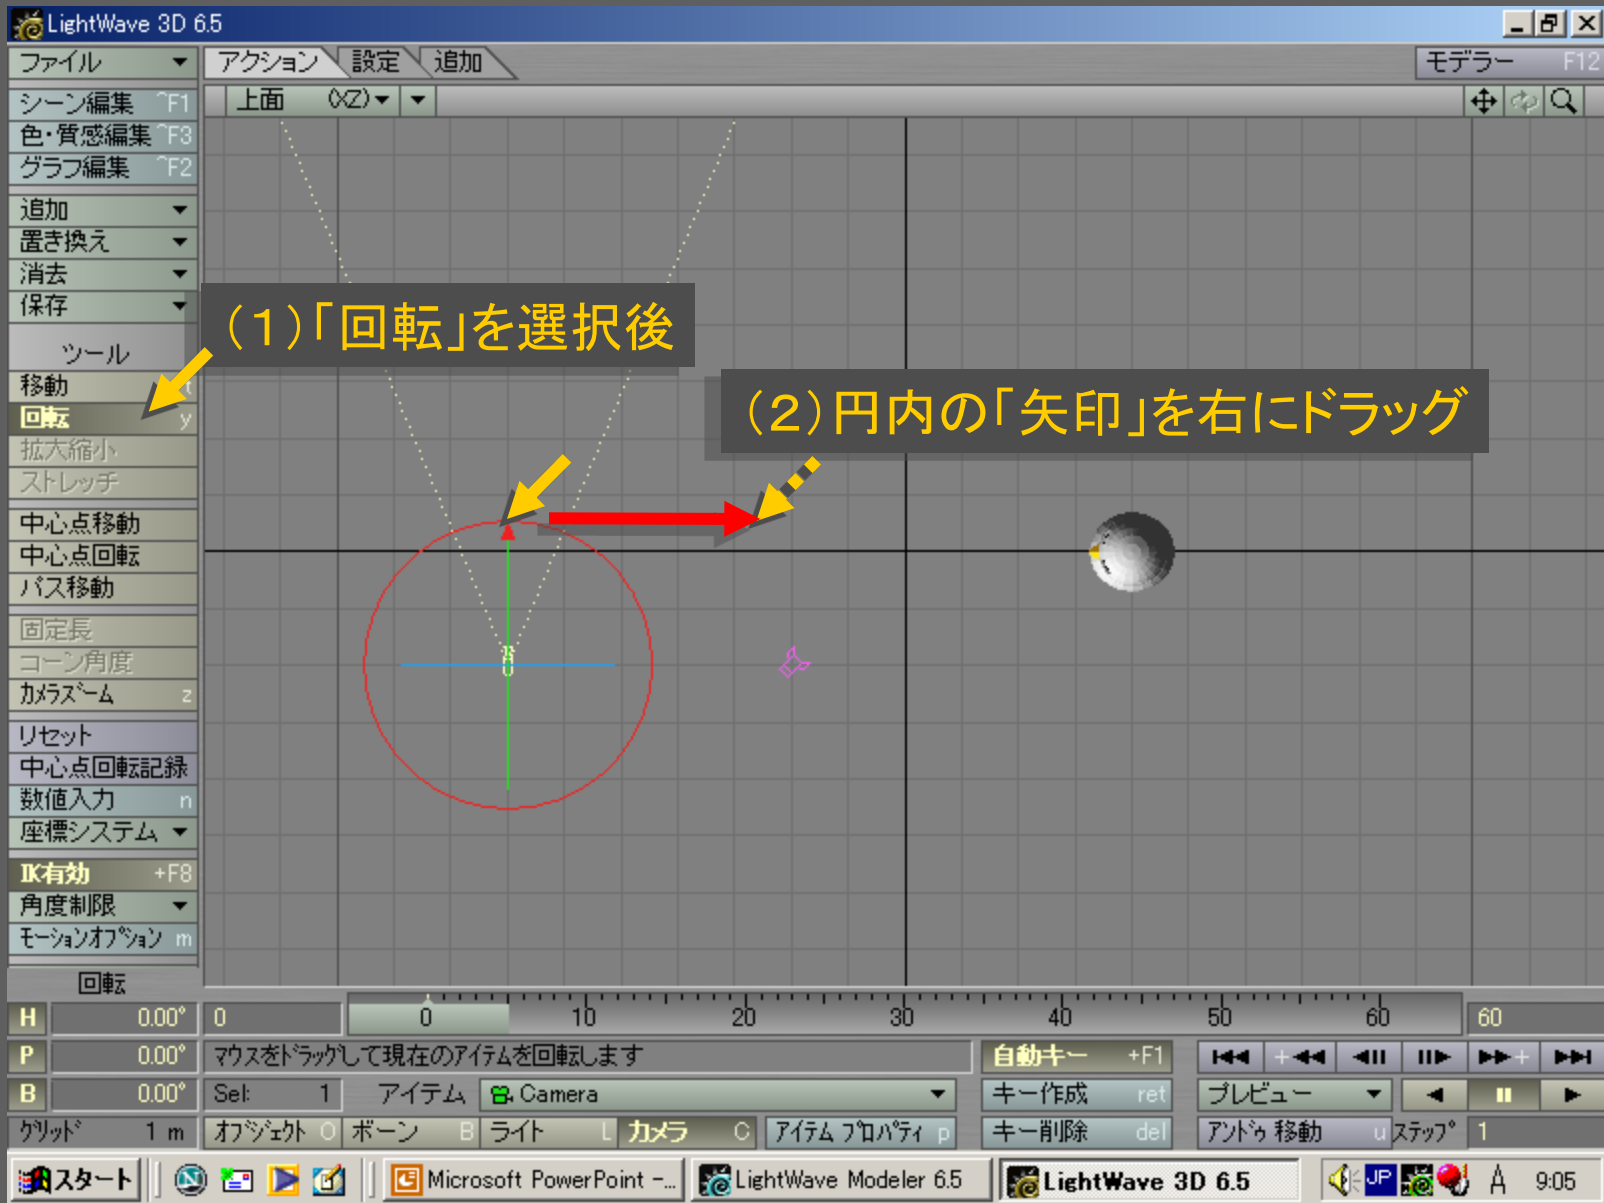 LightWave 3D 6.5
ファイル
アクション 設定 追加
モデラー F12
シーン編集 ^F1
上面 (XZ)
色・質感編集 ^F3
グラフ編集 ^F2
追加
置き換え
消去
保存
(1)「回転」を選択後
ツール
移動 t
(2)円内の「矢印」を右にドラッグ
回転 y
拡大縮小
ストレッチ
中心点移動
中心点回転
パス移動
固定長
コーン角度
カメラズーム z
リセット
中心点回転記録
数値入力 n
座標システム
IK有効 +F8
角度制限
モーションオプション m
回転
H 0.00° 0 0 10 20 30 40 50 60 60
P 0.00° マウスをドラッグして現在のアイテムを回転します 自動キー +F1
B 0.00° Sel: 1 アイテム Camera キー作成 ret プレビュー
グリッド 1 m オブジェクト O ボーン B ライト L カメラ C アイテム プロパティ p キー削除 del アンドゥ 移動 u ステップ 1
スタート Microsoft PowerPoint -... LightWave Modeler 6.5 LightWave 3D 6.5 JP A 9:05